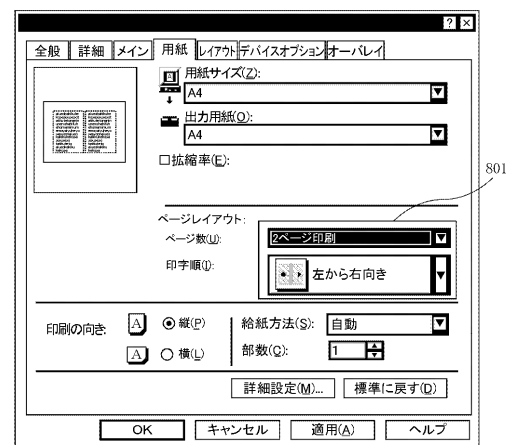 ? ×
全般 詳細 メイン 用紙 レイアウト デバイスオプション オーバレイ
用紙サイズ(Z):
A4
出力用紙(O):
A4
拡縮率(E):
801
ページレイアウト:
ページ数(U): 2ページ印刷
印字順(I): 左から右向き
印刷の向き: A 縦(P) 給紙方法(S): 自動
A 横(L) 部数(C): 1
詳細設定(M)... 標準に戻す(D)
OK キャンセル 適用(A) ヘルプ